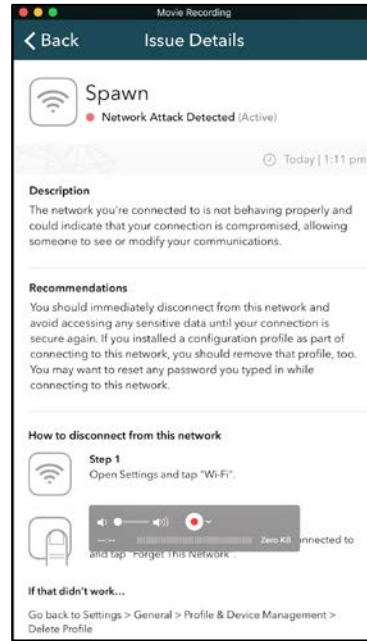 Movie Recording
Back
Issue Details
Spawn
Network Attack Detected (Active)
Today | 1:11 pm
Description
The network you're connected to is not behaving properly and
could indicate that your connection is compromised, allowing
someone to see or modify your communications.
Recommendations
You should immediately disconnect from this network and
avoid accessing any sensitive data until your connection is
secure again. If you installed a configuration profile as part of
connecting to this network, you should remove that profile, too.
You may want to reset any password you typed in while
connecting to this network.
How to disconnect from this network
Step 1
Open Settings and tap "Wi-Fi".
--:--
Zero KB
nnected to
and tap "Forget This Network".
If that didn't work...
Go back to Settings > General > Profile & Device Management >
Delete Profile